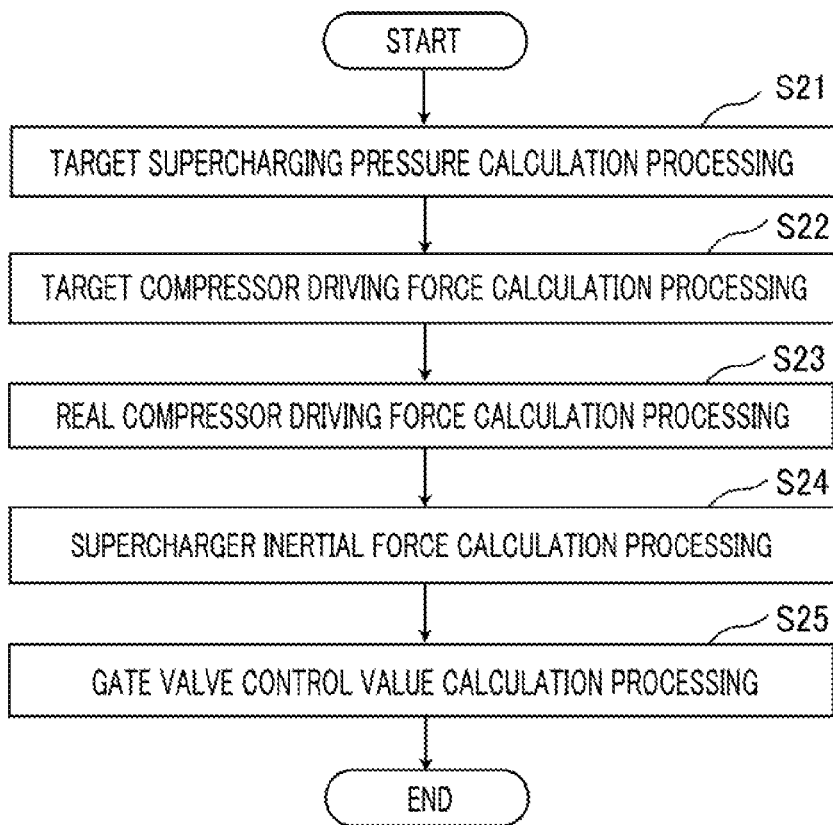 START
S21
TARGET SUPERCHARGING PRESSURE CALCULATION PROCESSING
S22
TARGET COMPRESSOR DRIVING FORCE CALCULATION PROCESSING
S23
REAL COMPRESSOR DRIVING FORCE CALCULATION PROCESSING
S24
SUPERCHARGER INERTIAL FORCE CALCULATION PROCESSING
S25
GATE VALVE CONTROL VALUE CALCULATION PROCESSING
END